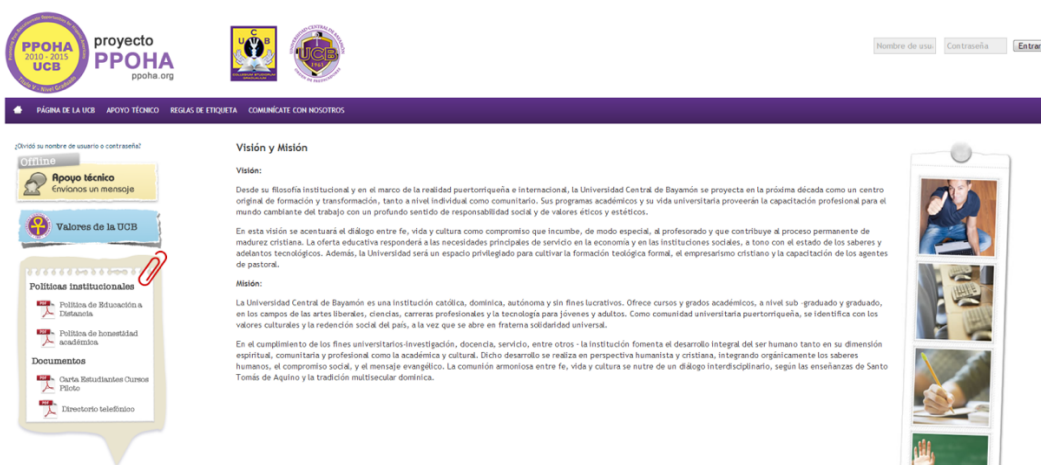 PPOHA
2010 - 2015
UCB
Título V - Nivel Graduado
proyecto
PPOHA
ppoha.org
U C B
UCB
Nombre de usu
Contraseña
Entrar
PÁGINA DE LA UCB APOYO TÉCNICO REGLAS DE ETIQUETA COMUNÍCATE CON NOSOTROS
¿Olvidó su nombre de usuario o contraseña?
Offline
Apoyo técnico
Envíanos un mensaje
Valores de la UCB
Políticas institucionales
Política de Educación a
Distancia
Política de honestidad
académica
Documentos
Carta Estudiantes Cursos
Piloto
Directorio telefónico
Visión y Misión
Visión:
Desde su filosofía institucional y en el marco de la realidad puertorriqueña e internacional, la Universidad Central de Bayamón se proyecta en la próxima década como un centro
original de formación y transformación, tanto a nivel individual como comunitario. Sus programas académicos y su vida universitaria proveerán la capacitación profesional para el
mundo cambiante del trabajo con un profundo sentido de responsabilidad social y de valores éticos y estéticos.
En esta visión se acentuará el diálogo entre fe, vida y cultura como compromiso que incumbe, de modo especial, al profesorado y que contribuye al proceso permanente de
madurez cristiana. La oferta educativa responderá a las necesidades principales de servicio en la economía y en las instituciones sociales, a tono con el estado de los saberes y
adelantos tecnológicos. Además, la Universidad será un espacio privilegiado para cultivar la formación teológica formal, el empresarismo cristiano y la capacitación de los agentes
de pastoral.
Misión:
La Universidad Central de Bayamón es una institución católica, dominica, autónoma y sin fines lucrativos. Ofrece cursos y grados académicos, a nivel sub -graduado y graduado,
en los campos de las artes liberales, ciencias, carreras profesionales y la tecnología para jóvenes y adultos. Como comunidad universitaria puertorriqueña, se identifica con los
valores culturales y la redención social del país, a la vez que se abre en fraterna solidaridad universal.
En el cumplimiento de los fines universitarios-investigación, docencia, servicio, entre otros - la institución fomenta el desarrollo integral del ser humano tanto en su dimensión
espiritual, comunitaria y profesional como la académica y cultural. Dicho desarrollo se realiza en perspectiva humanista y cristiana, integrando orgánicamente los saberes
humanos, el compromiso social, y el mensaje evangélico. La comunión armoniosa entre fe, vida y cultura se nutre de un diálogo interdisciplinario, según las enseñanzas de Santo
Tomás de Aquino y la tradición multisecular dominica.